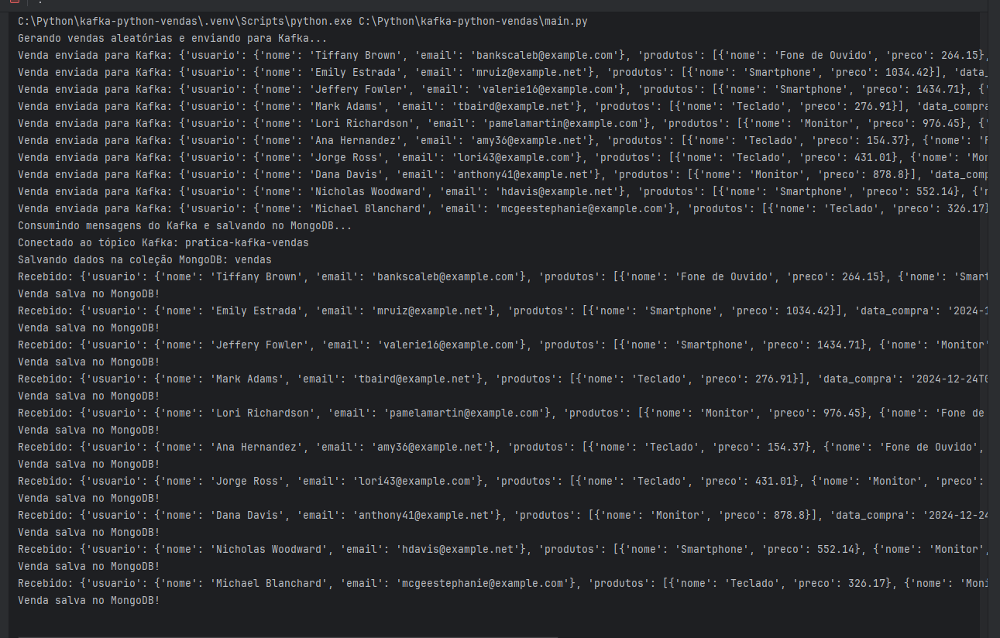 C:\Python\kafka-python-vendas\.venv\Scripts\python.exe C:\Python\kafka-python-vendas\main.py
Gerando vendas aleatórias e enviando para Kafka...
Venda enviada para Kafka: {'usuario': {'nome': 'Tiffany Brown', 'email': 'bankscaleb@example.com'}, 'produtos': [{'nome': 'Fone de Ouvido', 'preco': 264.15},
Venda enviada para Kafka: {'usuario': {'nome': 'Emily Estrada', 'email': 'mruiz@example.net'}, 'produtos': [{'nome': 'Smartphone', 'preco': 1034.42}], 'data_
Venda enviada para Kafka: {'usuario': {'nome': 'Jeffery Fowler', 'email': 'valerie16@example.com'}, 'produtos': [{'nome': 'Smartphone', 'preco': 1434.71}, {'
Venda enviada para Kafka: {'usuario': {'nome': 'Mark Adams', 'email': 'tbaird@example.net'}, 'produtos': [{'nome': 'Teclado', 'preco': 276.91}], 'data_compra
Venda enviada para Kafka: {'usuario': {'nome': 'Lori Richardson', 'email': 'pamelamartin@example.com'}, 'produtos': [{'nome': 'Monitor', 'preco': 976.45}, {'
Venda enviada para Kafka: {'usuario': {'nome': 'Ana Hernandez', 'email': 'amy36@example.net'}, 'produtos': [{'nome': 'Teclado', 'preco': 154.37}, {'nome': 'F
Venda enviada para Kafka: {'usuario': {'nome': 'Jorge Ross', 'email': 'lori43@example.com'}, 'produtos': [{'nome': 'Teclado', 'preco': 431.01}, {'nome': 'Mon
Venda enviada para Kafka: {'usuario': {'nome': 'Dana Davis', 'email': 'anthony41@example.net'}, 'produtos': [{'nome': 'Monitor', 'preco': 878.8}], 'data_comp
Venda enviada para Kafka: {'usuario': {'nome': 'Nicholas Woodward', 'email': 'hdavis@example.net'}, 'produtos': [{'nome': 'Smartphone', 'preco': 552.14}, {'n
Venda enviada para Kafka: {'usuario': {'nome': 'Michael Blanchard', 'email': 'mcgeestephanie@example.com'}, 'produtos': [{'nome': 'Teclado', 'preco': 326.17}
Consumindo mensagens do Kafka e salvando no MongoDB...
Conectado ao tópico Kafka: pratica-kafka-vendas
Salvando dados na coleção MongoDB: vendas
Recebido: {'usuario': {'nome': 'Tiffany Brown', 'email': 'bankscaleb@example.com'}, 'produtos': [{'nome': 'Fone de Ouvido', 'preco': 264.15}, {'nome': 'Smart
Venda salva no MongoDB!
Recebido: {'usuario': {'nome': 'Emily Estrada', 'email': 'mruiz@example.net'}, 'produtos': [{'nome': 'Smartphone', 'preco': 1034.42}], 'data_compra': '2024-1
Venda salva no MongoDB!
Recebido: {'usuario': {'nome': 'Jeffery Fowler', 'email': 'valerie16@example.com'}, 'produtos': [{'nome': 'Smartphone', 'preco': 1434.71}, {'nome': 'Monitor'
Venda salva no MongoDB!
Recebido: {'usuario': {'nome': 'Mark Adams', 'email': 'tbaird@example.net'}, 'produtos': [{'nome': 'Teclado', 'preco': 276.91}], 'data_compra': '2024-12-24T0
Venda salva no MongoDB!
Recebido: {'usuario': {'nome': 'Lori Richardson', 'email': 'pamelamartin@example.com'}, 'produtos': [{'nome': 'Monitor', 'preco': 976.45}, {'nome': 'Fone de
Venda salva no MongoDB!
Recebido: {'usuario': {'nome': 'Ana Hernandez', 'email': 'amy36@example.net'}, 'produtos': [{'nome': 'Teclado', 'preco': 154.37}, {'nome': 'Fone de Ouvido',
Venda salva no MongoDB!
Recebido: {'usuario': {'nome': 'Jorge Ross', 'email': 'lori43@example.com'}, 'produtos': [{'nome': 'Teclado', 'preco': 431.01}, {'nome': 'Monitor', 'preco':
Venda salva no MongoDB!
Recebido: {'usuario': {'nome': 'Dana Davis', 'email': 'anthony41@example.net'}, 'produtos': [{'nome': 'Monitor', 'preco': 878.8}], 'data_compra': '2024-12-24
Venda salva no MongoDB!
Recebido: {'usuario': {'nome': 'Nicholas Woodward', 'email': 'hdavis@example.net'}, 'produtos': [{'nome': 'Smartphone', 'preco': 552.14}, {'nome': 'Monitor',
Venda salva no MongoDB!
Recebido: {'usuario': {'nome': 'Michael Blanchard', 'email': 'mcgeestephanie@example.com'}, 'produtos': [{'nome': 'Teclado', 'preco': 326.17}, {'nome': 'Moni
Venda salva no MongoDB!